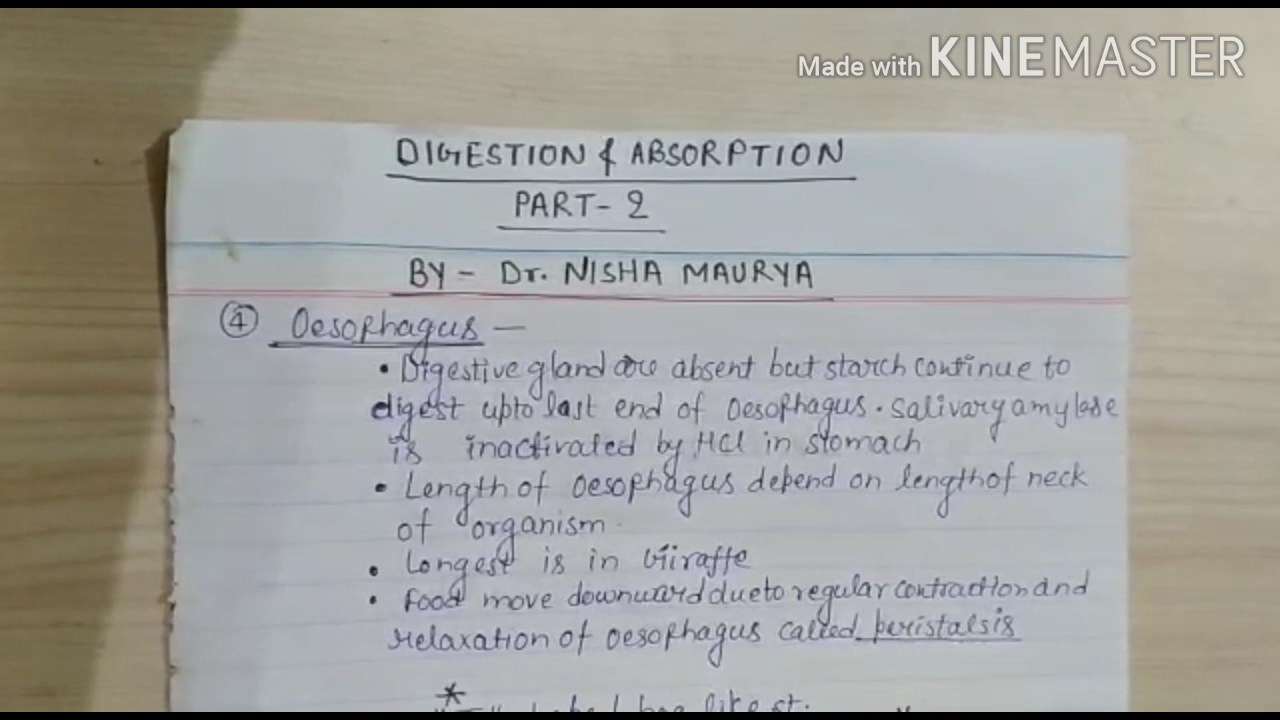 Made with KINEMASTER
DIGESTION & ABSORPTION
PART- 2
BY - Dr. NISHA MAURYA
④ Oesophagus —
• Digestive gland are absent but starch continue to
digest upto last end of oesophagus. salivary amylase
is inactivated by HCl in stomach
• Length of oesophagus depend on length of neck
of organism.
• Longest is in Giraffe
• Food move downward due to regular contraction and
relaxation of oesophagus called peristalsis
*